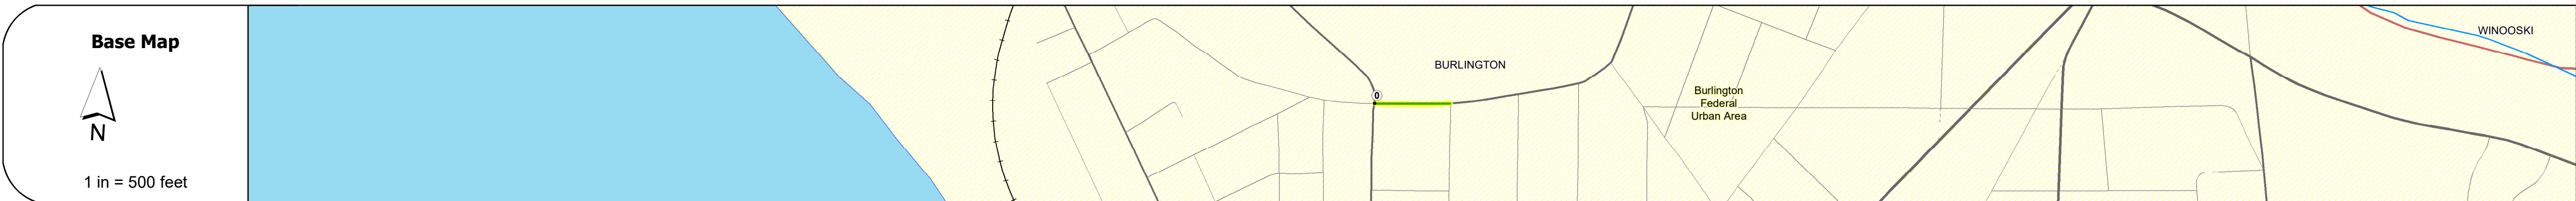 Base Map
N
1 in = 500 feet
0
BURLINGTON
Burlington
Federal
Urban Area
WINOOSKI